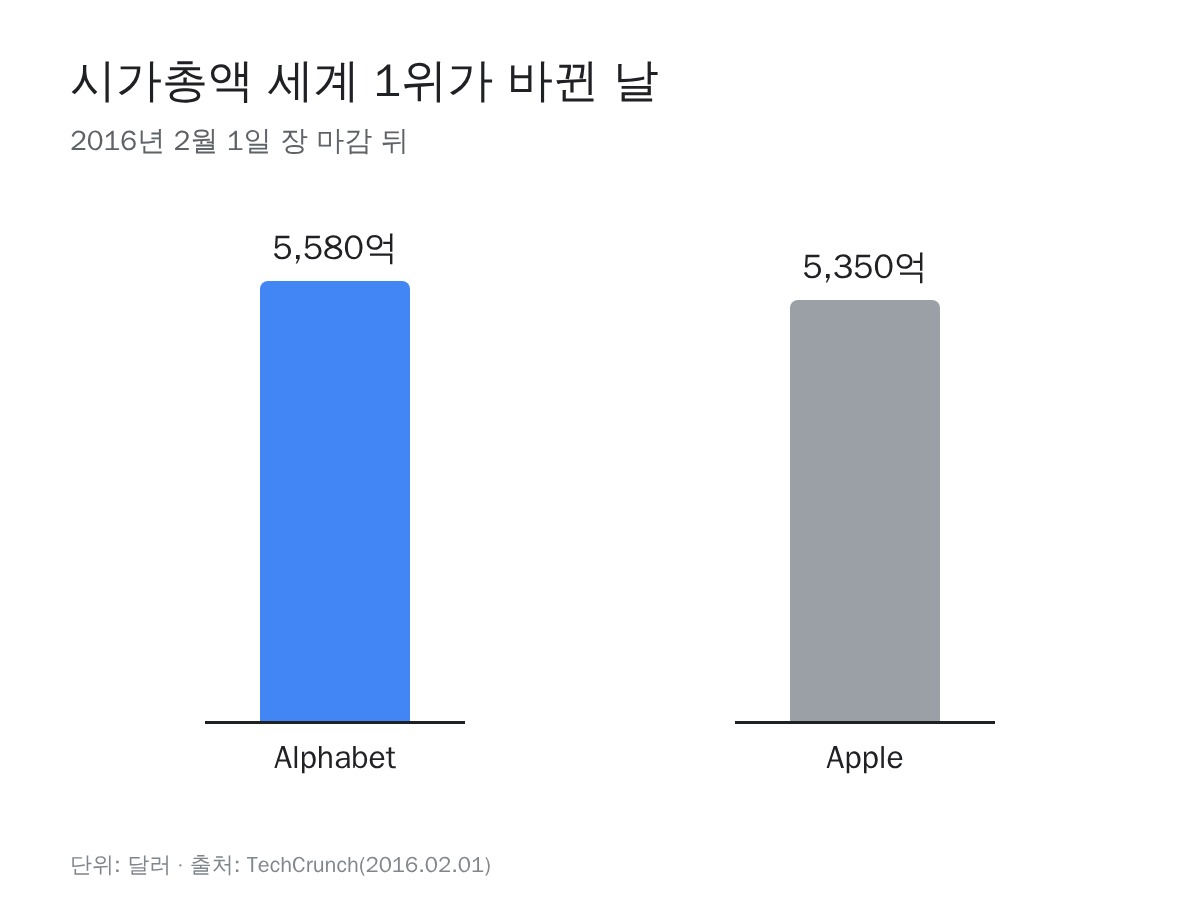 시가총액 세계 1위가 바뀐 날
2016년 2월 1일 장 마감 뒤
5,580억
5,350억
Alphabet
Apple
단위: 달러 · 출처: TechCrunch(2016.02.01)